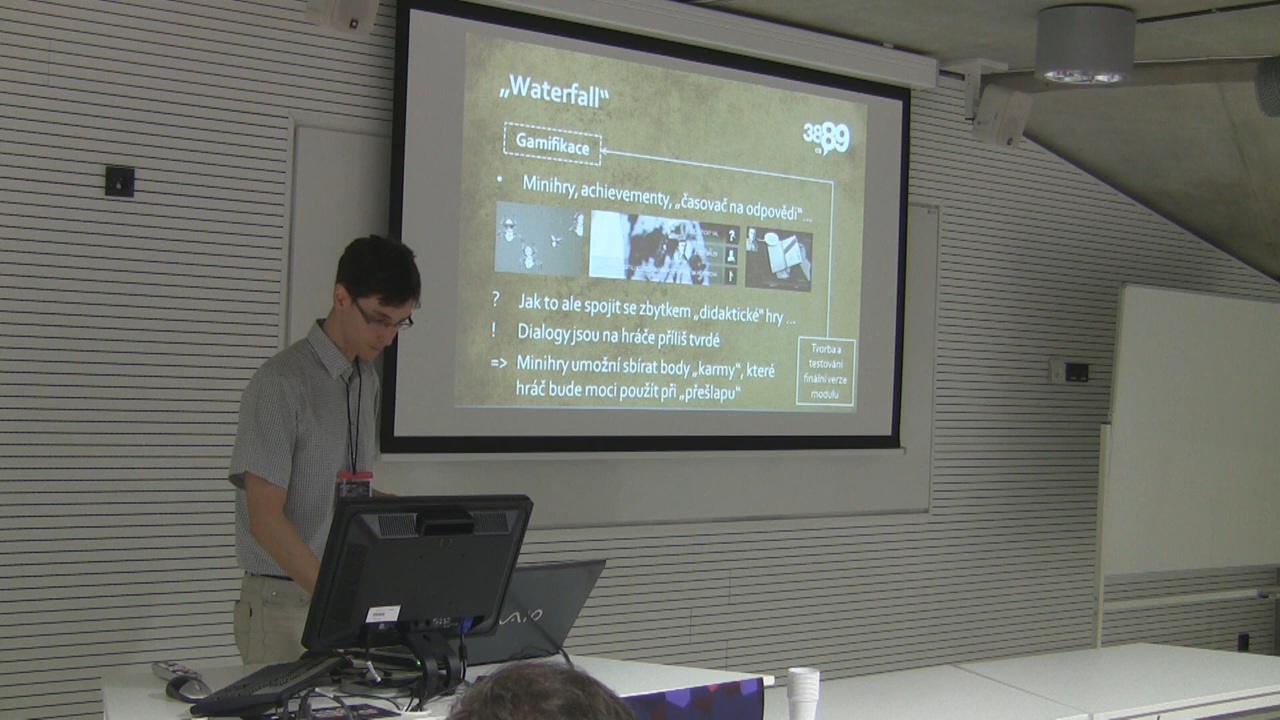 „Waterfall“
3889
Gamifikace
• Minihry, achievementy, „časovač na odpovědi“ ...
? Jak to ale spojit se zbytkem „didaktické“ hry ...
! Dialogy jsou na hráče příliš tvrdé
=> Minihry umožní sbírat body „karmy“, které
hráč bude moci použít při „přešlapu“
Tvorba a
testování
finální verze
modulu
VAIO